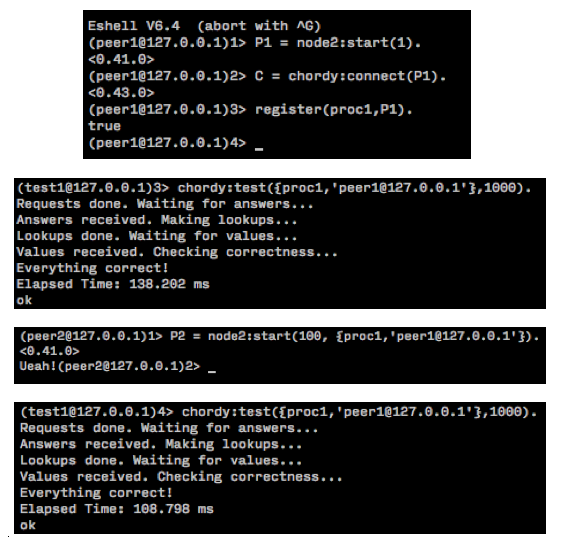 Eshell V6.4  (abort with ^G)
(peer1@127.0.0.1)1> P1 = node2:start(1).
<0.41.0>
(peer1@127.0.0.1)2> C = chordy:connect(P1).
<0.43.0>
(peer1@127.0.0.1)3> register(proc1,P1).
true
(peer1@127.0.0.1)4> _
(test1@127.0.0.1)3> chordy:test({proc1,'peer1@127.0.0.1'},1000).
Requests done. Waiting for answers...
Answers received. Making lookups...
Lookups done. Waiting for values...
Values received. Checking correctness...
Everything correct!
Elapsed Time: 138.202 ms
ok
(peer2@127.0.0.1)1> P2 = node2:start(100, {proc1,'peer1@127.0.0.1'}).
<0.41.0>
Ueah!(peer2@127.0.0.1)2> _
(test1@127.0.0.1)4> chordy:test({proc1,'peer1@127.0.0.1'},1000).
Requests done. Waiting for answers...
Answers received. Making lookups...
Lookups done. Waiting for values...
Values received. Checking correctness...
Everything correct!
Elapsed Time: 108.798 ms
ok